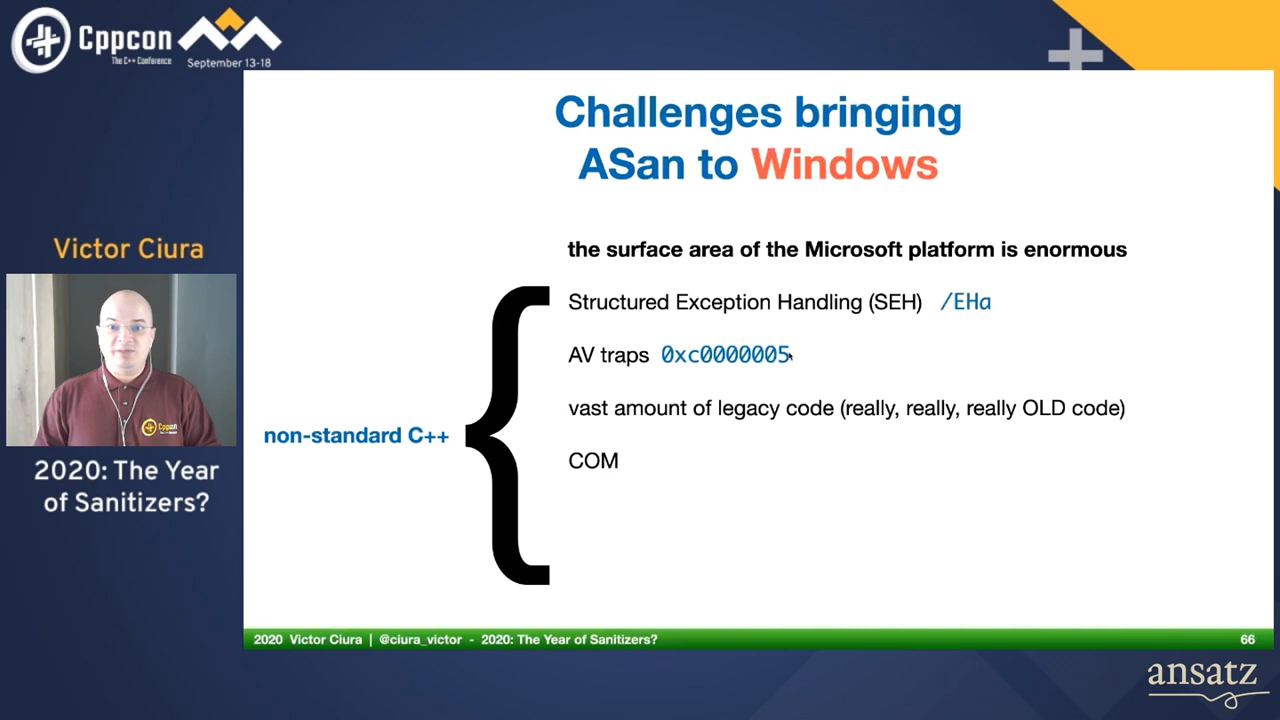 Cppcon
The C++ Conference
September 13-18
Challenges bringing
ASan to Windows
Victor Ciura
the surface area of the Microsoft platform is enormous
Structured Exception Handling (SEH) /EHa
AV traps 0xc0000005
vast amount of legacy code (really, really, really OLD code)
non-standard C++
COM
Cppcon
2020: The Year
of Sanitizers?
2020 Victor Ciura | @ciura_victor - 2020: The Year of Sanitizers? 66
ansatz